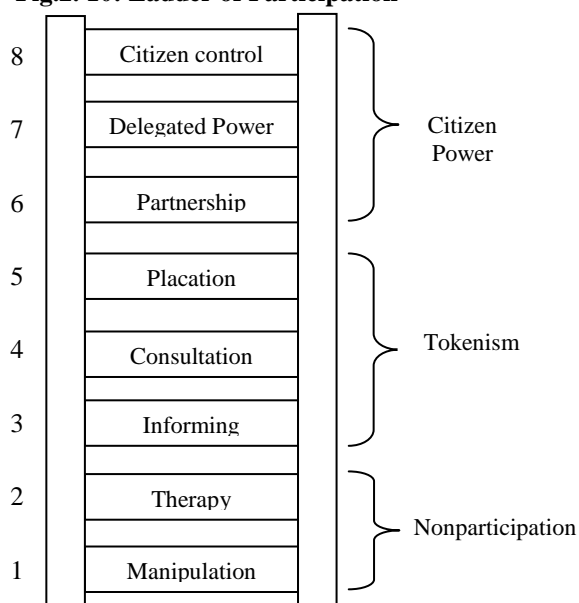 Fig.2. 10: Ladder of Participation
8 Citizen control
7 Delegated Power
Citizen
Power
6 Partnership
5 Placation
4 Consultation
Tokenism
3 Informing
2 Therapy
Nonparticipation
1 Manipulation